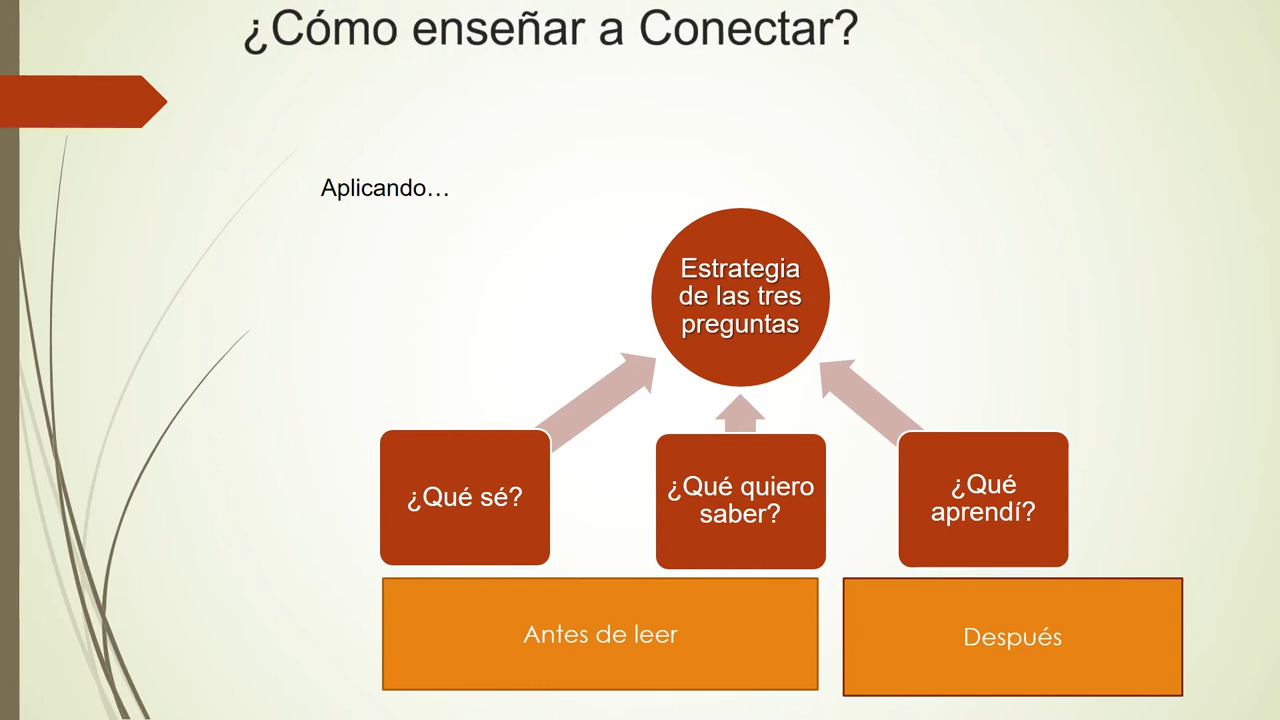 ¿Cómo enseñar a Conectar?
Aplicando…
Estrategia
de las tres
preguntas
¿Qué sé?
¿Qué quiero
saber?
¿Qué
aprendí?
Antes de leer
Después